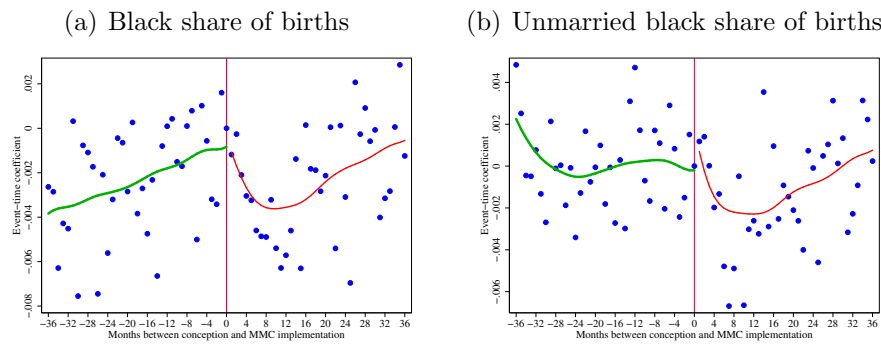 (a) Black share of births
Event−time coefficient
.002
0
−.002
−.004
−.006
−.008
−36 −32 −28 −24 −20 −16 −12 −8 −4 0 4 8 12 16 20 24 28 32 36
Months between conception and MMC implementation
(b) Unmarried black share of births
Event−time coefficient
.004
.002
0
−.002
−.004
−.006
−36 −32 −28 −24 −20 −16 −12 −8 −4 0 4 8 12 16 20 24 28 32 36
Months between conception and MMC implementation